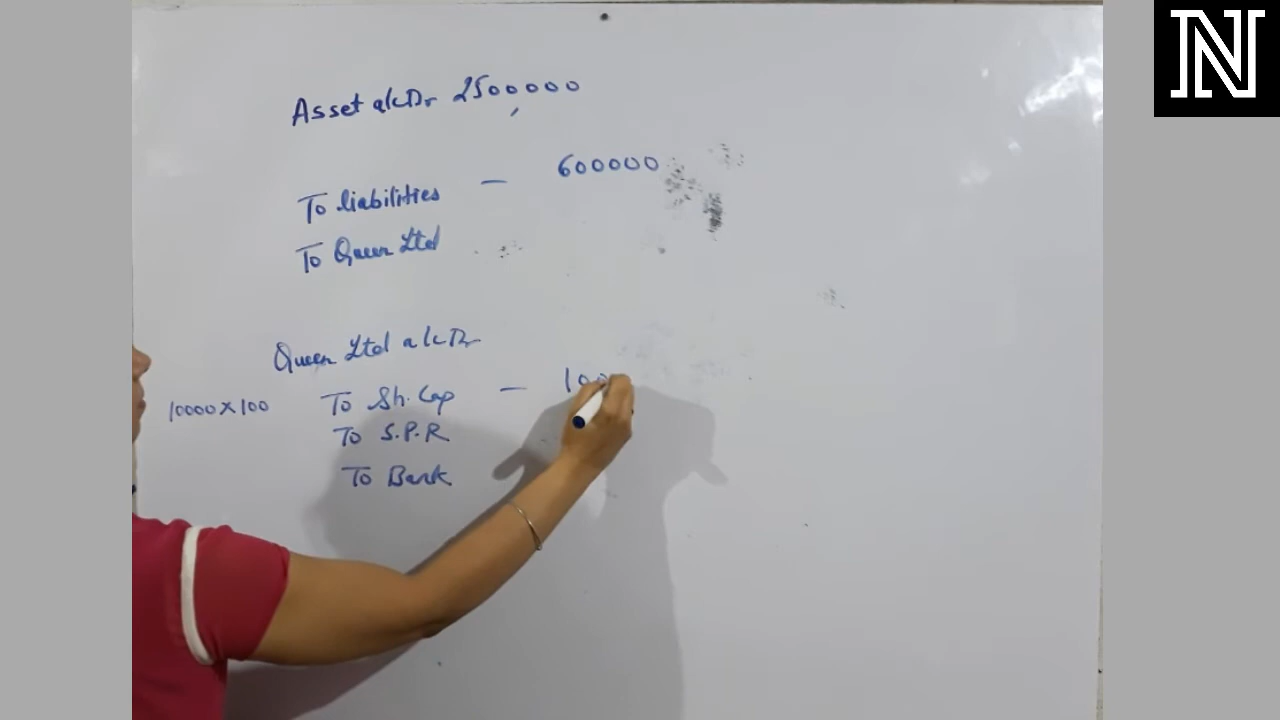 Asset a/c Dr 2500000
To liabilities — 600000
To Queen Ltd
Queen Ltd a/c Dr
10000 X 100 To Sh. Cap — 100
To S.P.R
To Bank
N